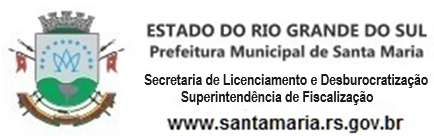 ESTADO DO RIO GRANDE DO SUL
Prefeitura Municipal de Santa Maria
Secretaria de Licenciamento e Desburocratização
Superintendência de Fiscalização
www.santamaria.rs.gov.br